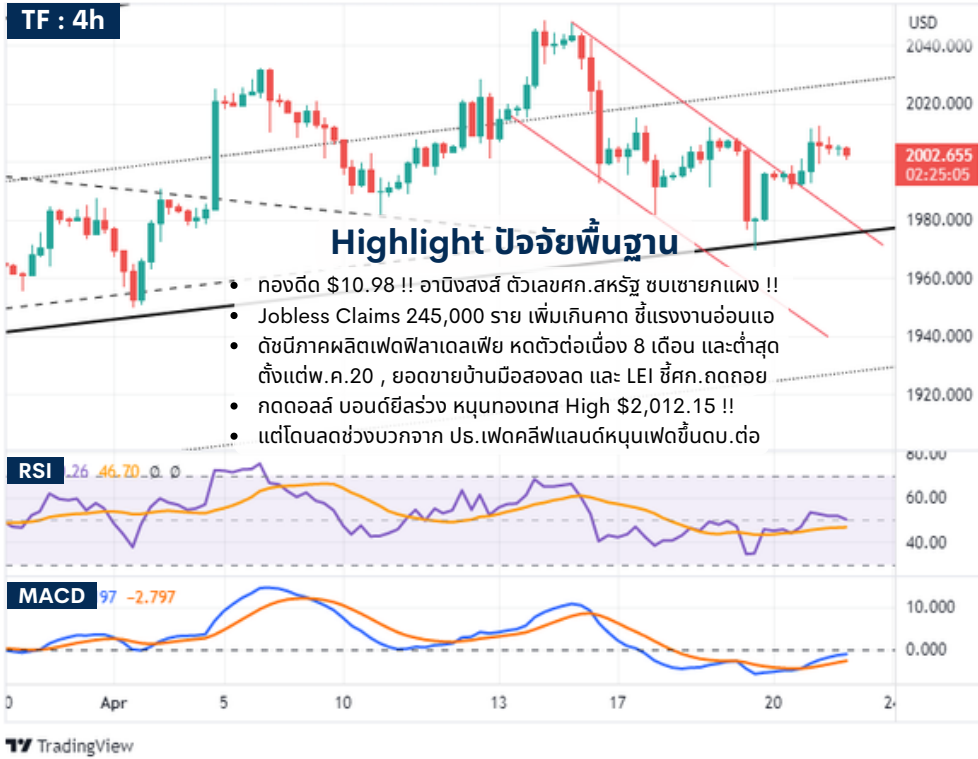 TF : 4h
USD
2040.000
2020.000
2002.655
02:25:05
1980.000
1960.000
1940.000
1920.000
Highlight ปัจจัยพื้นฐาน
• ทองดีด $10.98 !! อานิงสงส์ ตัวเลขศก.สหรัฐ ซบเซายกแผง !!
• Jobless Claims 245,000 ราย เพิ่มเกินคาด ชี้แรงงานอ่อนแอ
• ดัชนีภาคผลิตเฟดฟิลาเดลเฟีย หดตัวต่อเนื่อง 8 เดือน และต่ำสุด
ตั้งแต่พ.ค.20 , ยอดขายบ้านมือสองลด และ LEI ชี้ศก.ถดถอย
• กดดอลล์ บอนด์ยีลร่วง หนุนทองเทส High $2,012.15 !!
• แต่โดนลดช่วงบวกจาก ปธ.เฟดคลีฟแลนด์หนุนเฟดขึ้นดบ.ต่อ
RSI .26 46.70 ø ø
80.00
60.00
40.00
MACD 97 −2.797
10.000
0.000
Apr 5 10 13 17 20
TradingView